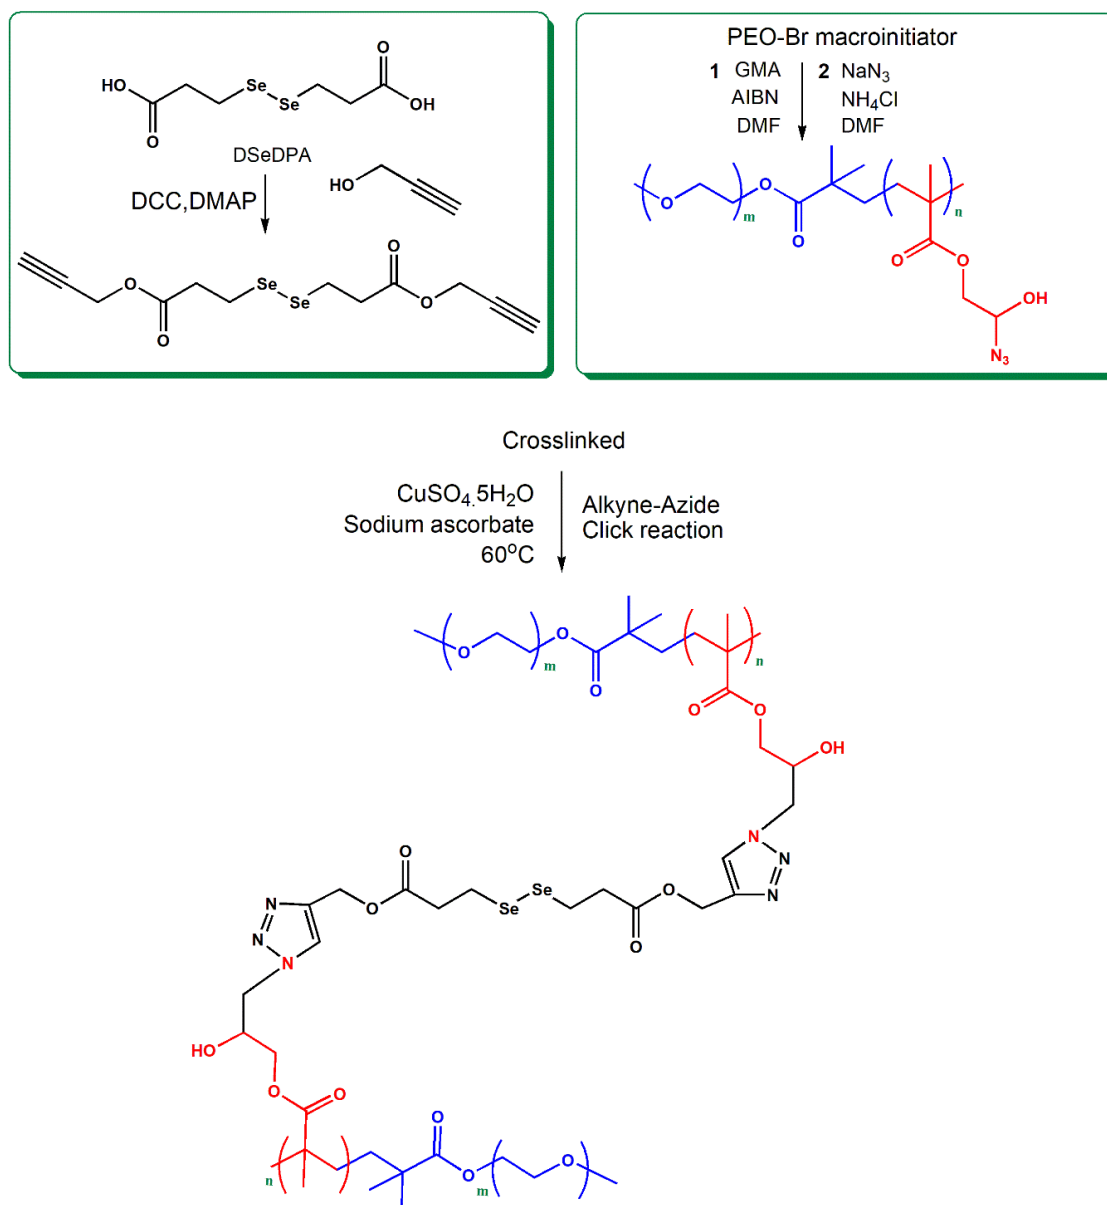 O
HO
Se
Se
O
OH
O
DSeDPA
HO
DCC,DMAP
O
O
Se
Se
O
O
PEO-Br macroinitiator
1 GMA
AIBN
DMF
2 NaN₃
NH₄Cl
DMF
O
m
O
O
n
O
O
OH
N₃
Crosslinked
CuSO₄.5H₂O
Sodium ascorbate
60°C
Alkyne-Azide
Click reaction
O
m
O
O
n
O
O
OH
N
N
N
O
Se
Se
O
O
O
N
N
N
HO
O
O
n
O
O
m
O